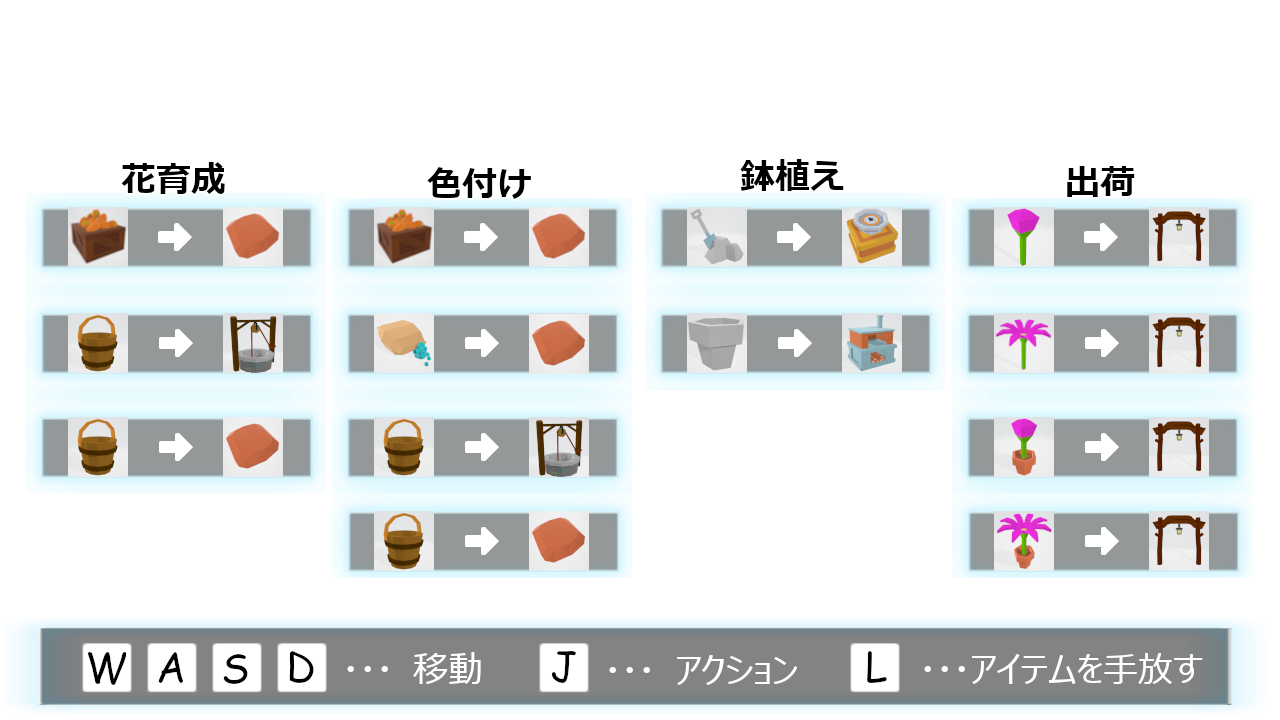 花育成
色付け
鉢植え
出荷
W A S D ・・・ 移動 J ・・・ アクション L ・・・アイテムを手放す